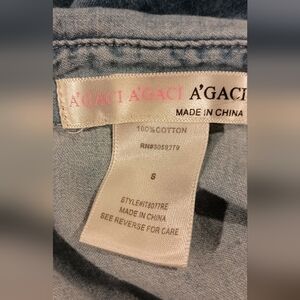 A'GACI A'GACI A'GACI
MADE IN CHINA
100%COTTON
S
MADE IN CHINA
SEE REVERSE FOR CARE